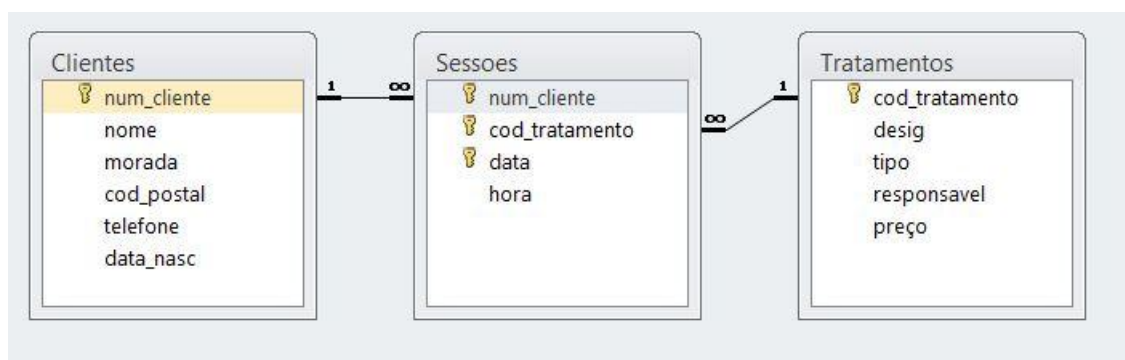 Clientes
num_cliente
nome
morada
cod_postal
telefone
data_nasc
1
∞
Sessoes
num_cliente
cod_tratamento
data
hora
∞
1
Tratamentos
cod_tratamento
desig
tipo
responsavel
preço